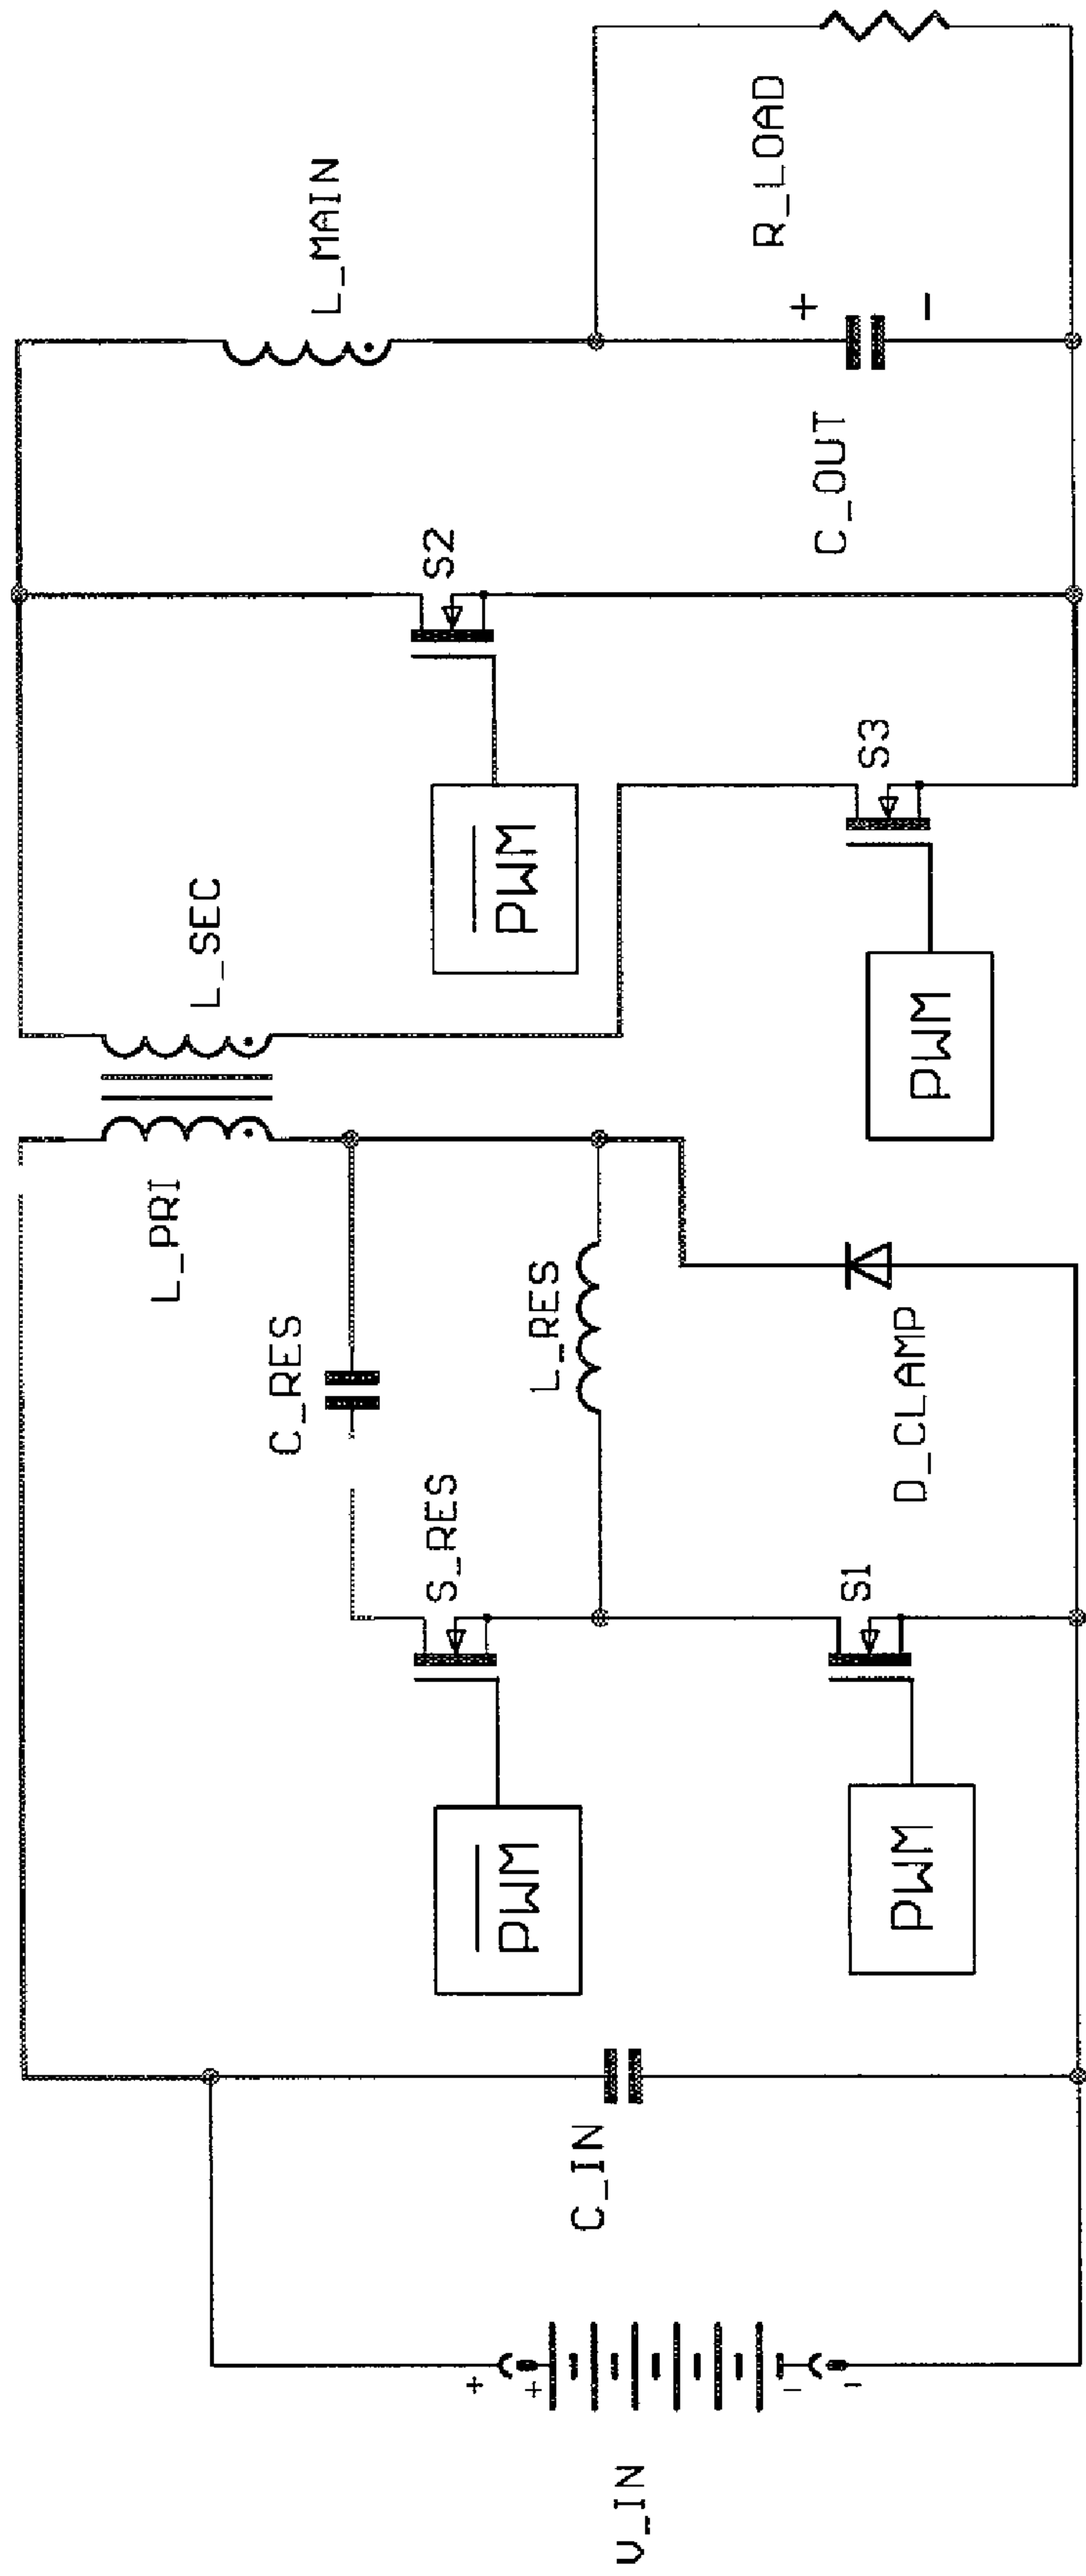 V_IN
+
+
-
-
C_IN
PWM
PWM
S_RES
S1
C_RES
L_RES
D_CLAMP
L_PRI
L_SEC
PWM
PWM
S2
S3
L_MAIN
C_OUT
+
-
R_LOAD